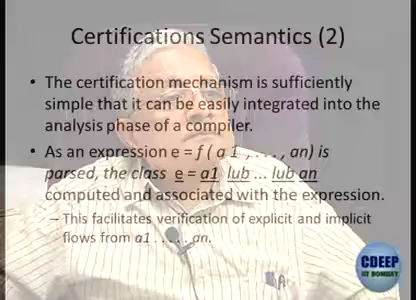 Certifications Semantics (2)
• The certification mechanism is sufficiently
simple that it can be easily integrated into the
analysis phase of a compiler.
• As an expression e = f ( a 1 , . . . , an) is
parsed, the class e = a1 lub ... lub an
computed and associated with the expression.
– This facilitates verification of explicit and implicit
flows from a1 . . . . . an.
CDEEP
IIT BOMBAY